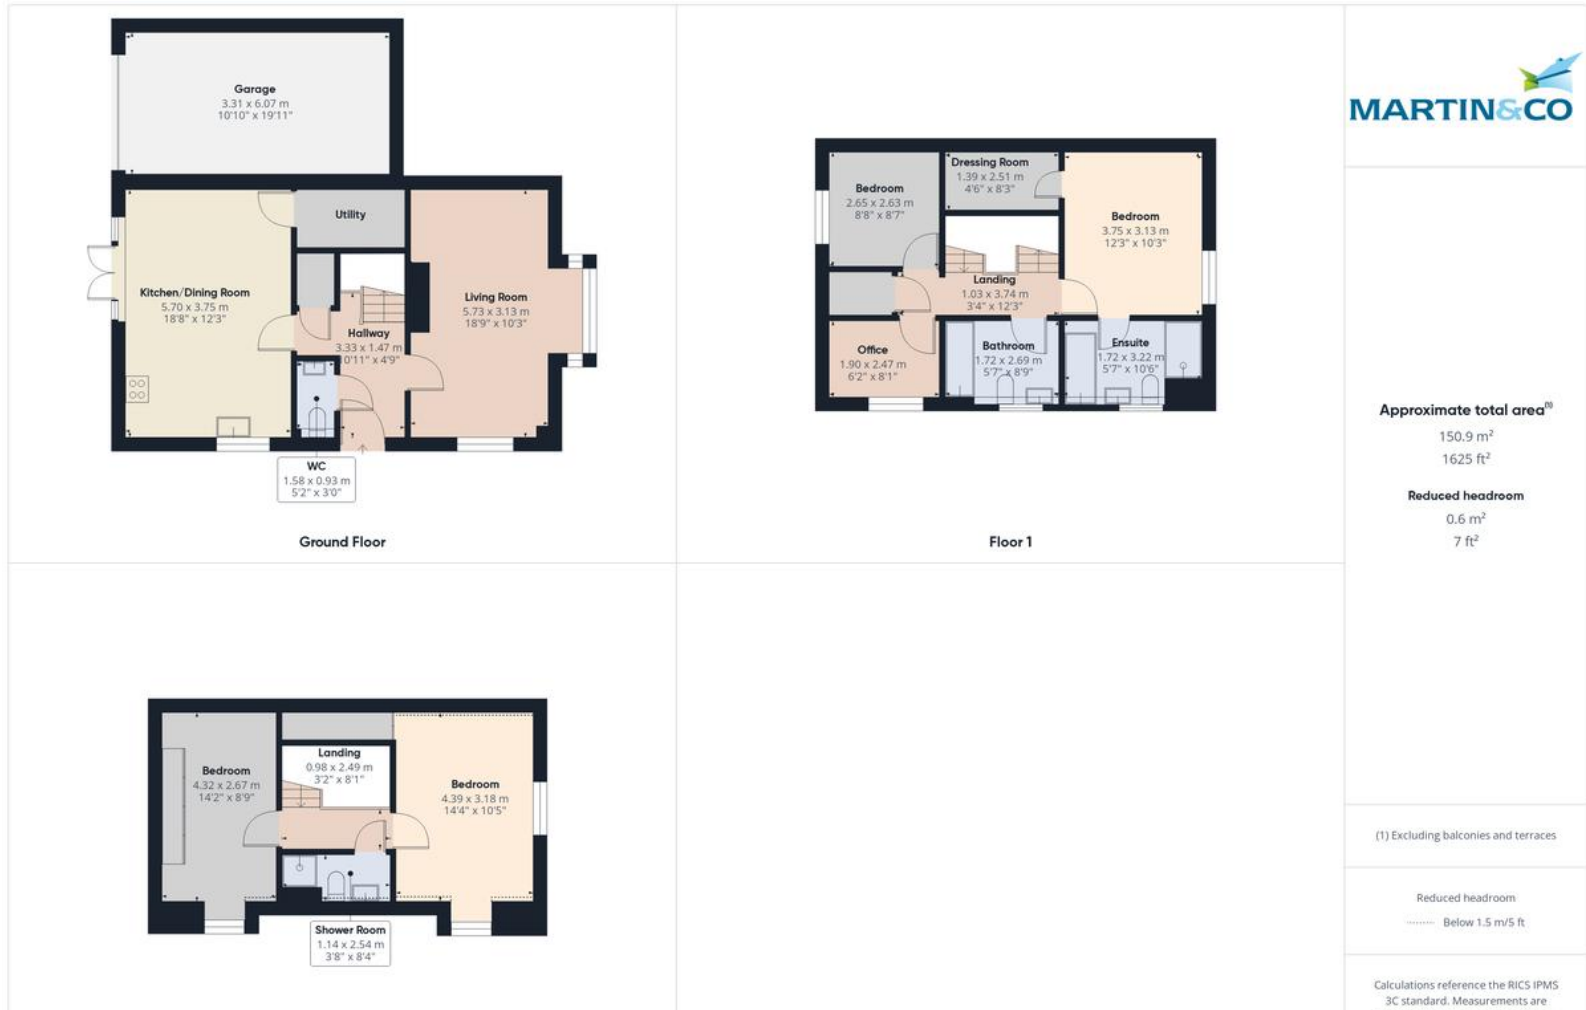 Garage
3.31 x 6.07 m
10'10" x 19'11"
Utility
Kitchen/Dining Room
5.70 x 3.75 m
18'8" x 12'3"
Living Room
5.73 x 3.13 m
18'9" x 10'3"
Hallway
3.33 x 1.47 m
0'11" x 4'9"
WC
1.58 x 0.93 m
5'2" x 3'0"
Ground Floor
Bedroom
2.65 x 2.63 m
8'8" x 8'7"
Dressing Room
1.39 x 2.51 m
4'6" x 8'3"
Bedroom
3.75 x 3.13 m
12'3" x 10'3"
Landing
1.03 x 3.74 m
3'4" x 12'3"
Office
1.90 x 2.47 m
6'2" x 8'1"
Bathroom
1.72 x 2.69 m
5'7" x 8'9"
Ensuite
1.72 x 3.22 m
5'7" x 10'6"
Floor 1
Bedroom
4.32 x 2.67 m
14'2" x 8'9"
Landing
0.98 x 2.49 m
3'2" x 8'1"
Bedroom
4.39 x 3.18 m
14'4" x 10'5"
Shower Room
1.14 x 2.54 m
3'8" x 8'4"
MARTIN&CO
Approximate total area(1)
150.9 m²
1625 ft²
Reduced headroom
0.6 m²
7 ft²
(1) Excluding balconies and terraces
Reduced headroom
Below 1.5 m/5 ft
Calculations reference the RICS IPMS
3C standard. Measurements are